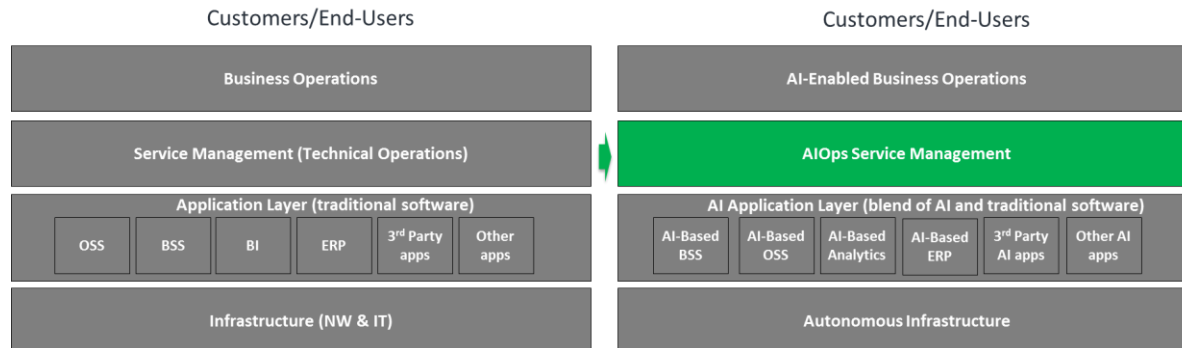 Customers/End-Users
Business Operations
Service Management (Technical Operations)
Application Layer (traditional software)
OSS
BSS
BI
ERP
3rd Party
apps
Other
apps
Infrastructure (NW & IT)
Customers/End-Users
AI-Enabled Business Operations
AIOps Service Management
AI Application Layer (blend of AI and traditional software)
AI-Based
BSS
AI-Based
OSS
AI-Based
Analytics
AI-Based
ERP
3rd Party
AI apps
Other AI
apps
Autonomous Infrastructure